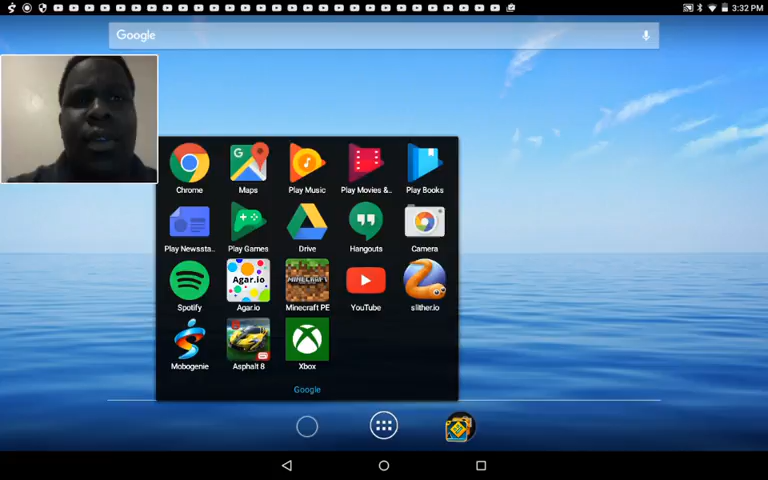 3:32 PM
Google
Chrome
Maps
Play Music
Play Movies &..
Play Books
Play Newssta..
Play Games
Drive
Hangouts
Camera
Agar.io
MINECRAFT
Spotify
Agar.io
Minecraft PE
YouTube
slither.io
Mobogenie
Asphalt 8
Xbox
Google